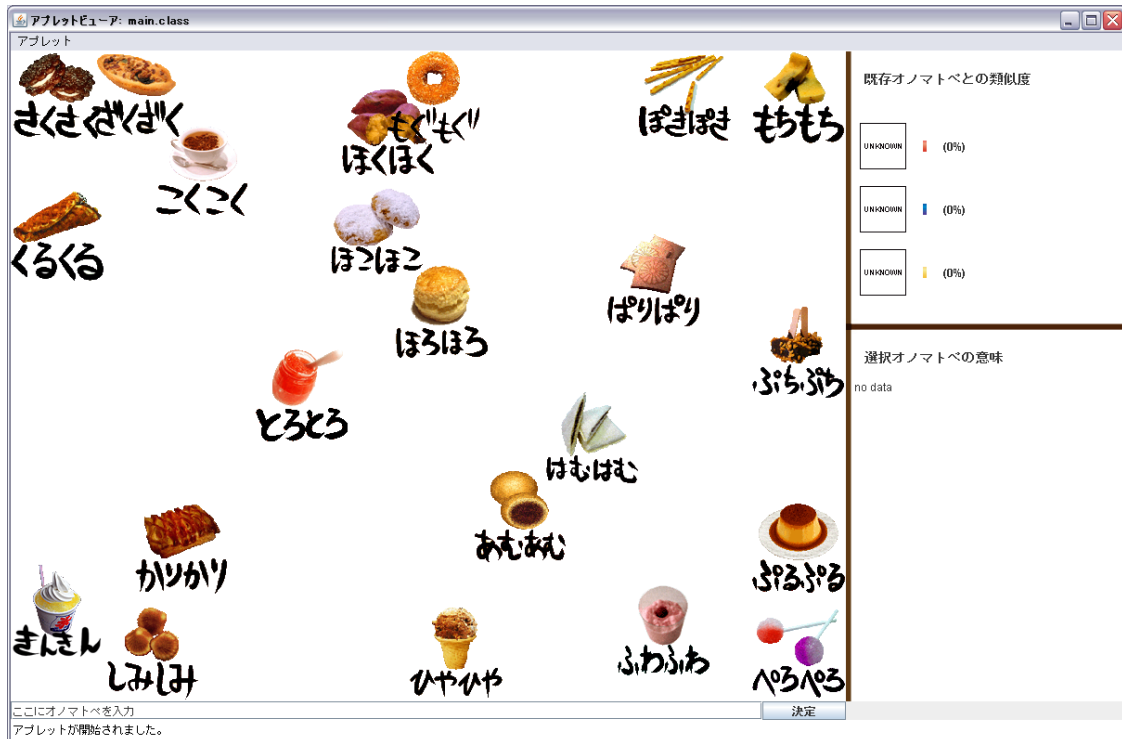 アプレットビューア: main.class
アプレット
さくさく
ざくざく
もぐもぐ
ほくほく
ぽきぽき
もちもち
こくこく
くるくる
ほこほこ
ほろほろ
ぱりぱり
ぷちぷち
とろとろ
はむはむ
あむあむ
かりかり
ぷるぷる
きんきん
しみしみ
ひやひや
ふわふわ
ぺろぺろ
既存オノマトペとの類似度
UNKNOWN (0%)
UNKNOWN (0%)
UNKNOWN (0%)
選択オノマトペの意味
no data
ここにオノマトペを入力
決定
アプレットが開始されました。